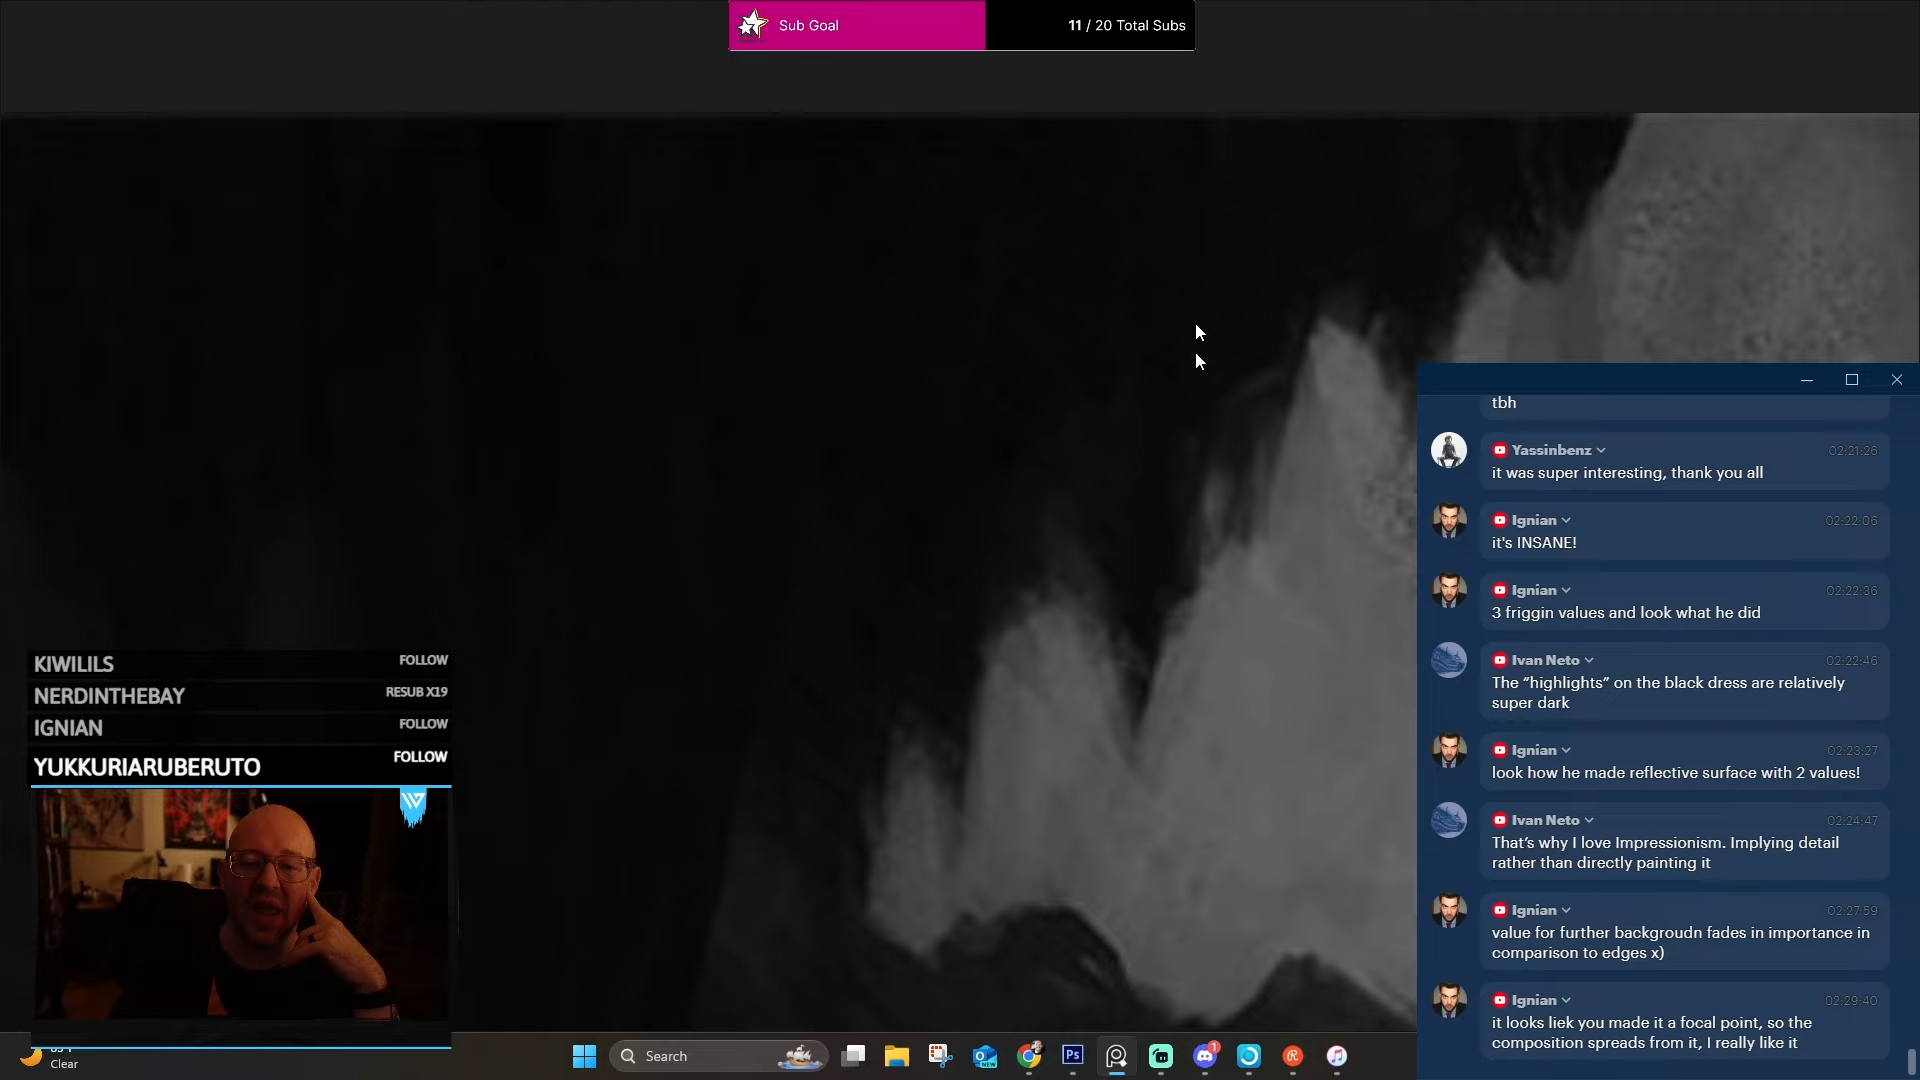 Sub Goal
11 / 20 Total Subs
tbh
Yassinbenz
02:21:26
it was super interesting, thank you all
Ignian
02:22:06
it's INSANE!
Ignian
02:22:36
3 friggin values and look what he did
Ivan Neto
02:22:46
The “highlights” on the black dress are relatively
super dark
Ignian
02:23:27
look how he made reflective surface with 2 values!
Ivan Neto
02:24:47
That’s why I love Impressionism. Implying detail
rather than directly painting it
Ignian
02:27:59
value for further backgroudn fades in importance in
comparison to edges x)
Ignian
02:29:40
it looks liek you made it a focal point, so the
composition spreads from it, I really like it
KIWILILS FOLLOW
NERDINTHEBAY RESUB X19
IGNIAN FOLLOW
YUKKURIARUBERUTO FOLLOW
Clear
Search
NEW
Ps
1